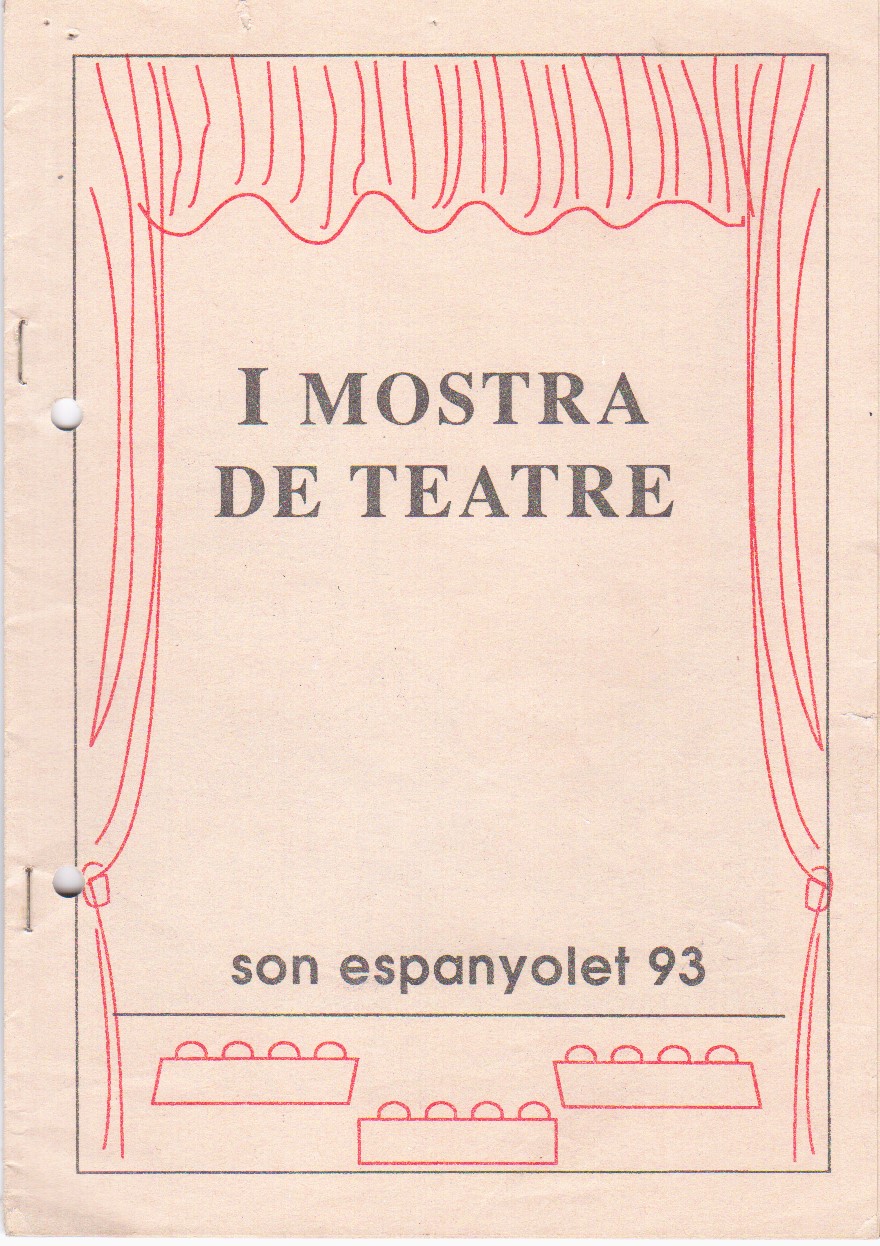 I MOSTRA
DE TEATRE
son espanyolet 93